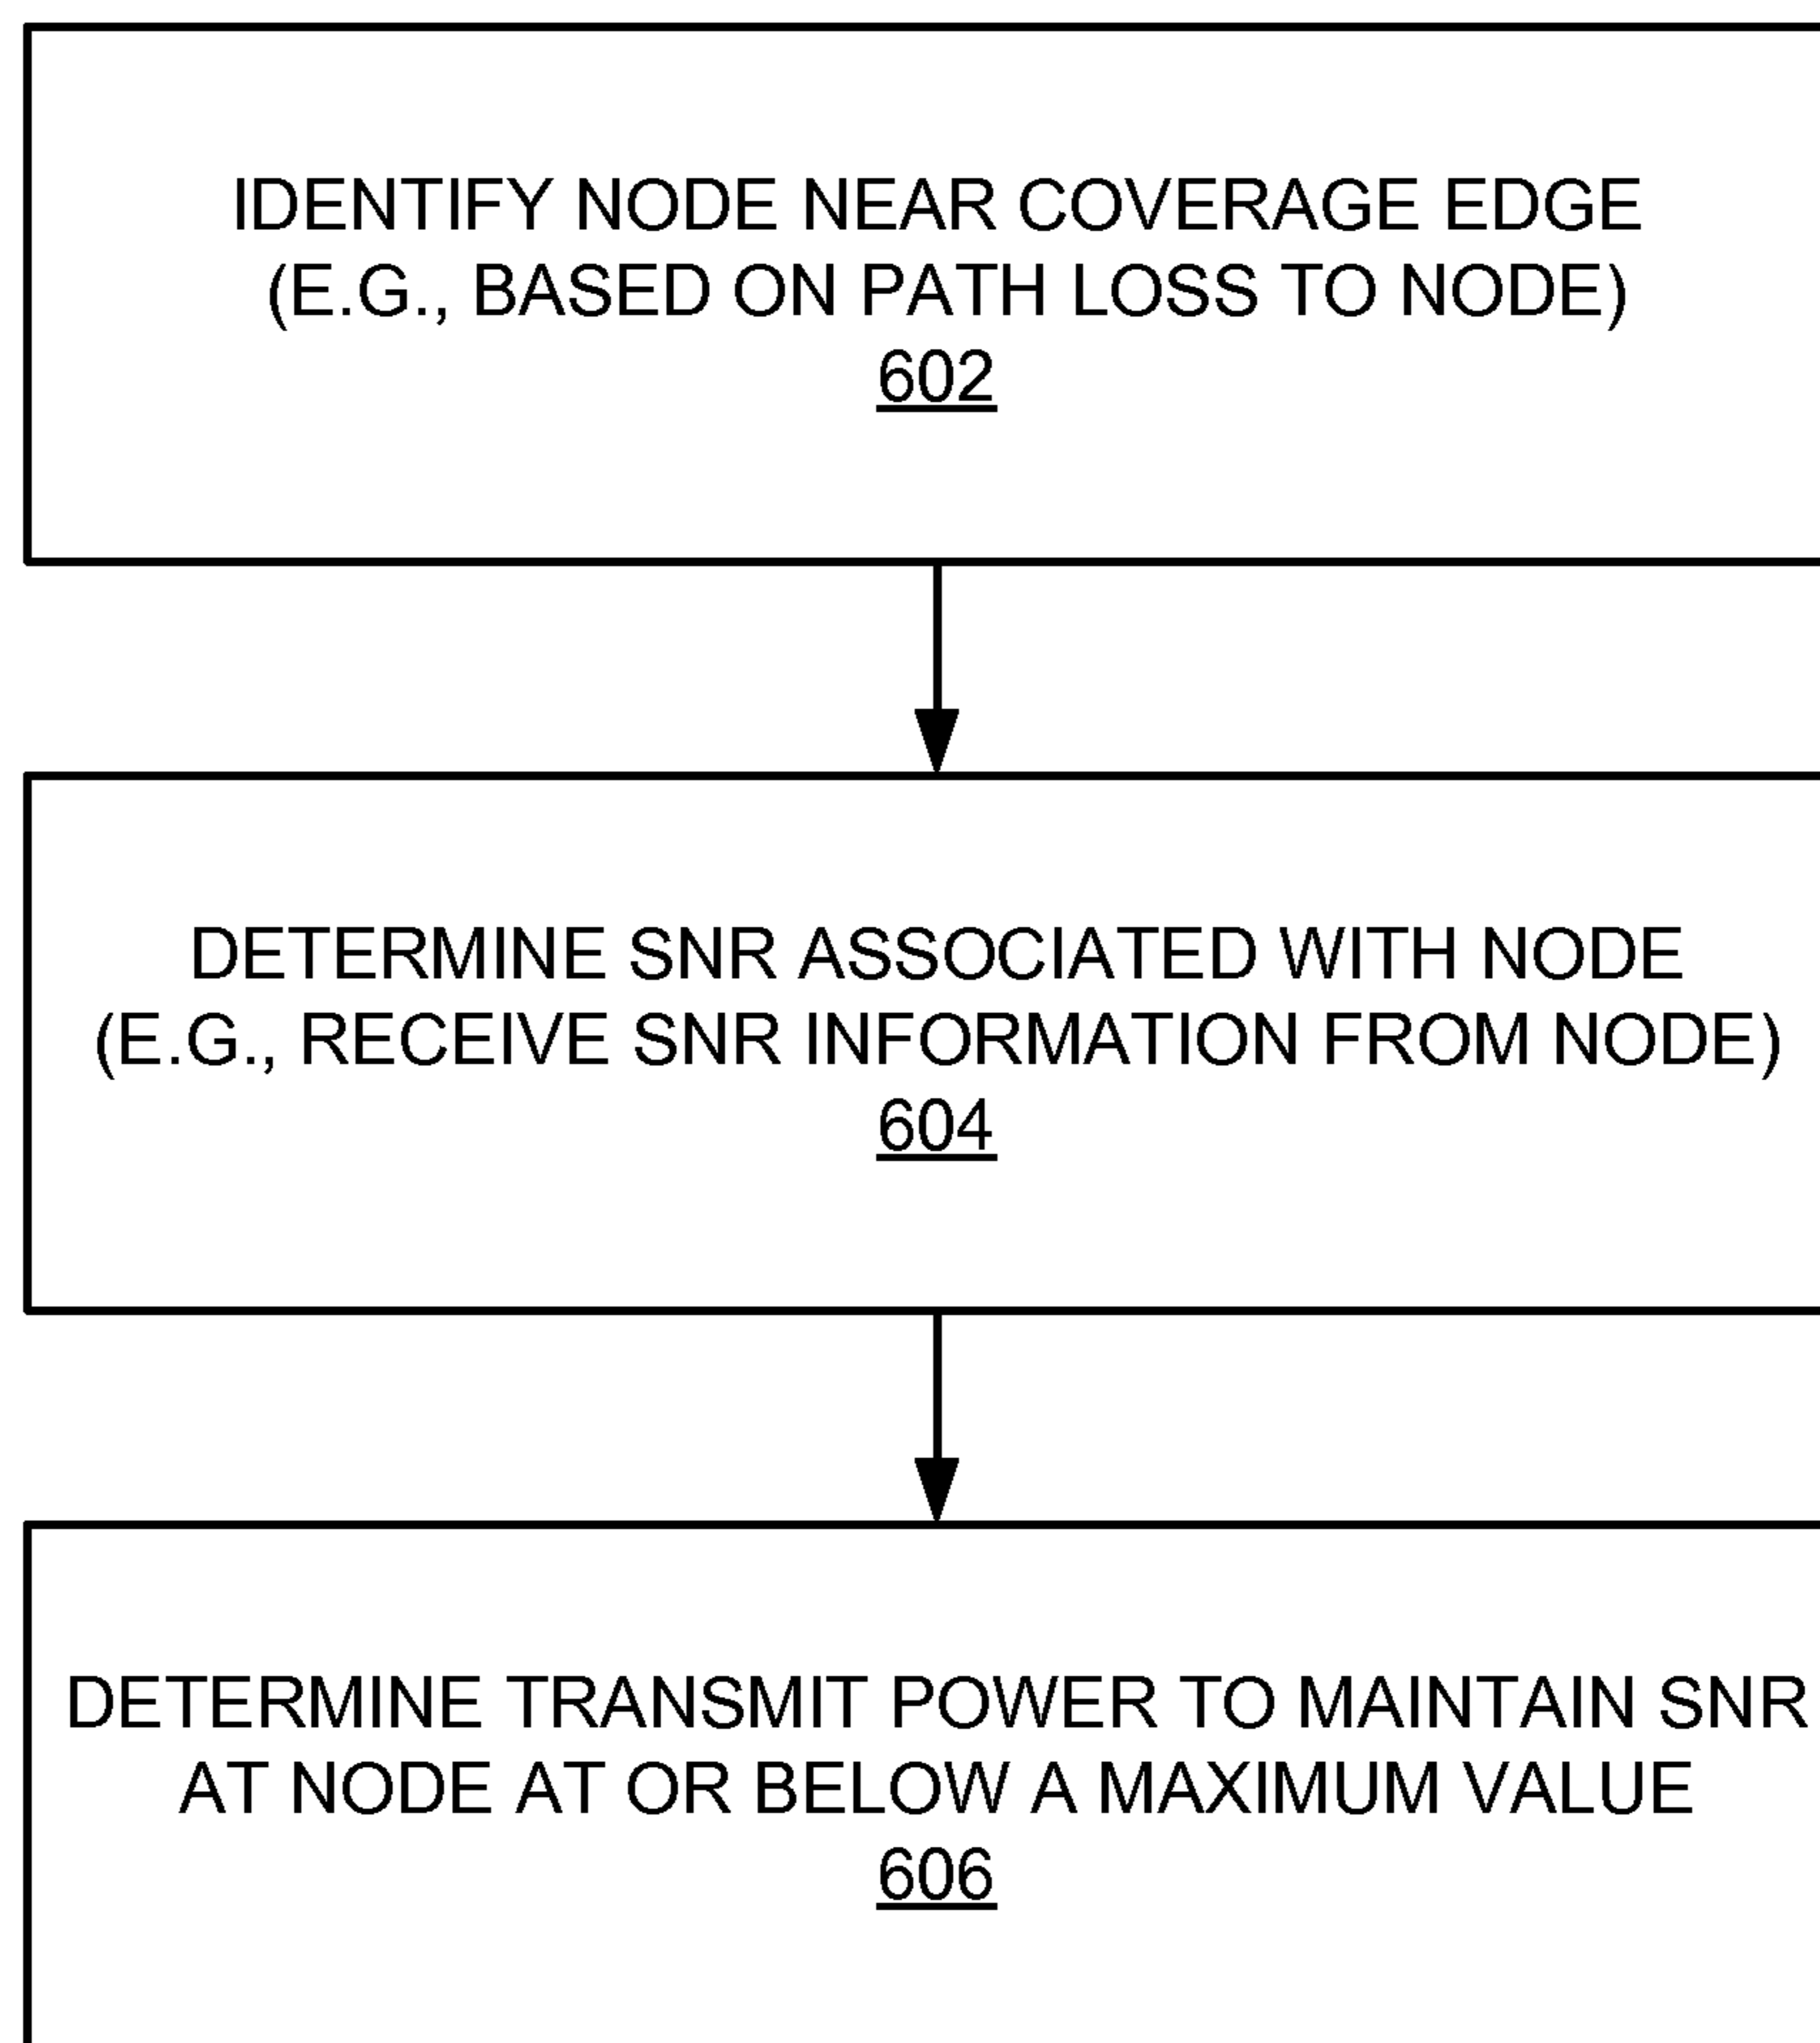 IDENTIFY NODE NEAR COVERAGE EDGE
(E.G., BASED ON PATH LOSS TO NODE)
602
DETERMINE SNR ASSOCIATED WITH NODE
(E.G., RECEIVE SNR INFORMATION FROM NODE)
604
DETERMINE TRANSMIT POWER TO MAINTAIN SNR
AT NODE AT OR BELOW A MAXIMUM VALUE
606